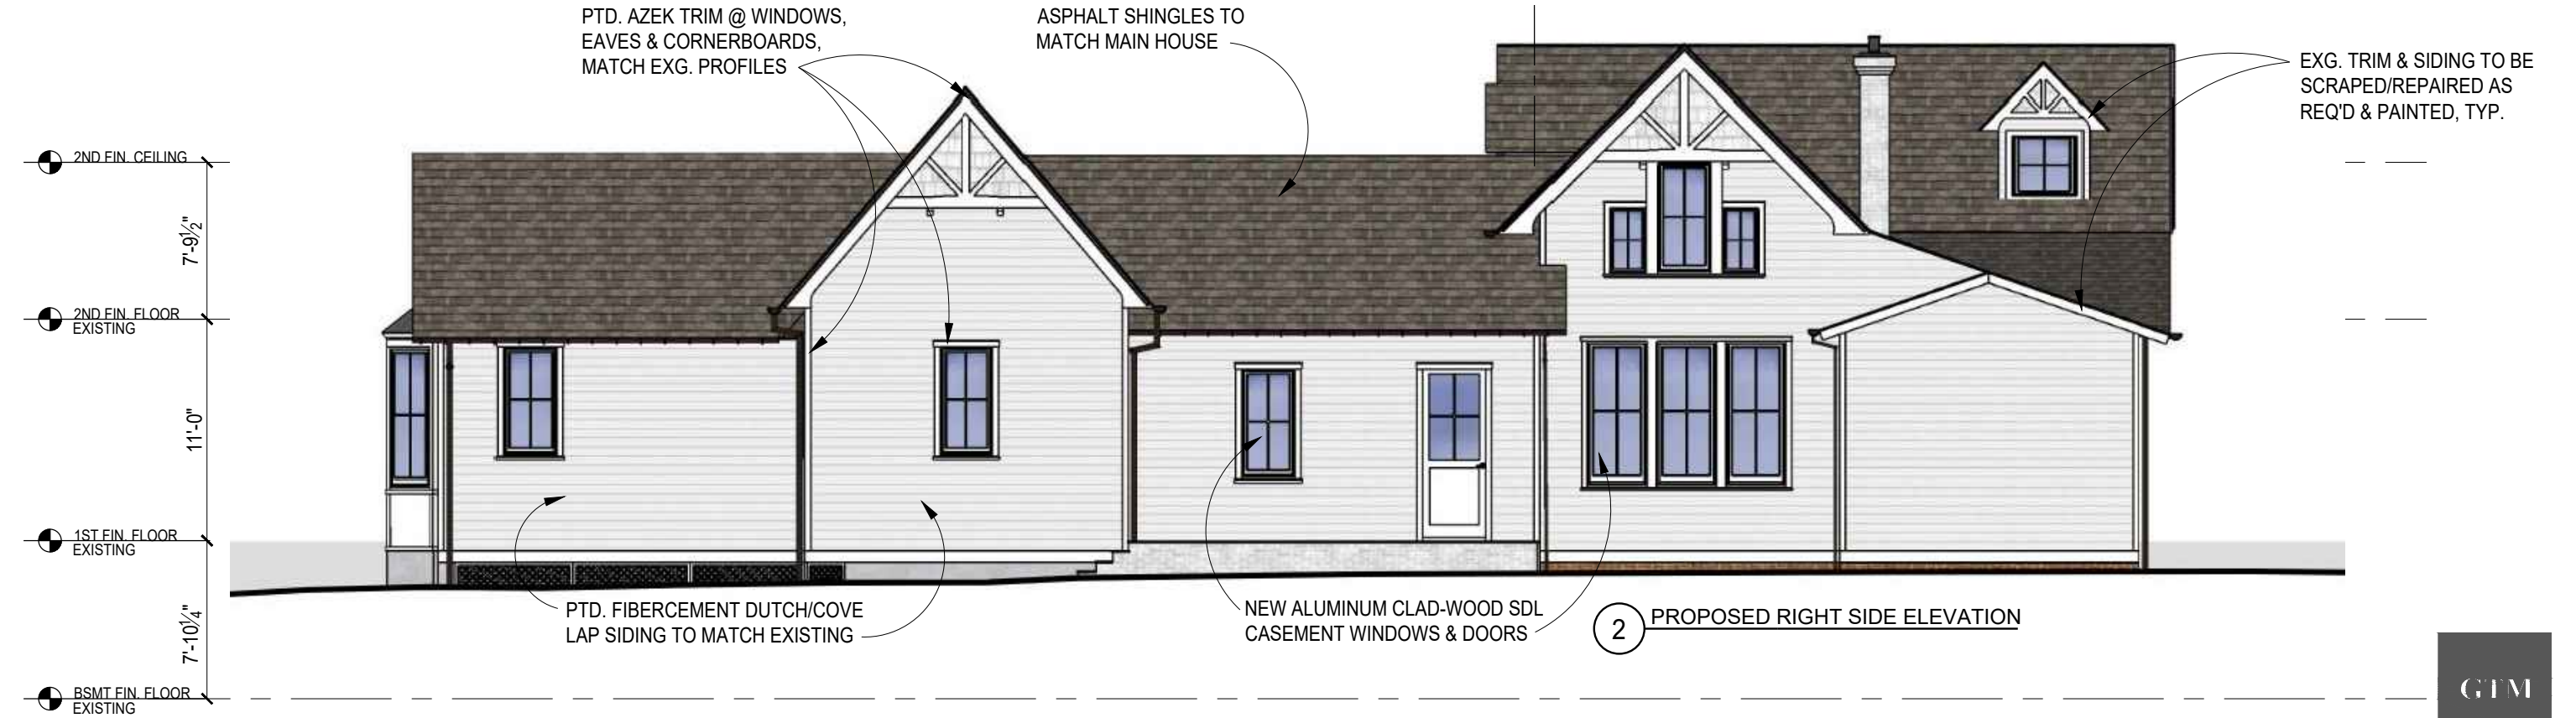 PTD. AZEK TRIM @ WINDOWS,
EAVES & CORNERBOARDS,
MATCH EXG. PROFILES
ASPHALT SHINGLES TO
MATCH MAIN HOUSE
EXG. TRIM & SIDING TO BE
SCRAPED/REPAIRED AS
REQ'D & PAINTED, TYP.
2ND FIN. CEILING
7'-9½"
2ND FIN. FLOOR
EXISTING
11'-0"
1ST FIN. FLOOR
EXISTING
7'-10¼"
BSMT FIN. FLOOR
EXISTING
PTD. FIBERCEMENT DUTCH/COVE
LAP SIDING TO MATCH EXISTING
NEW ALUMINUM CLAD-WOOD SDL
CASEMENT WINDOWS & DOORS
2 PROPOSED RIGHT SIDE ELEVATION
GTM